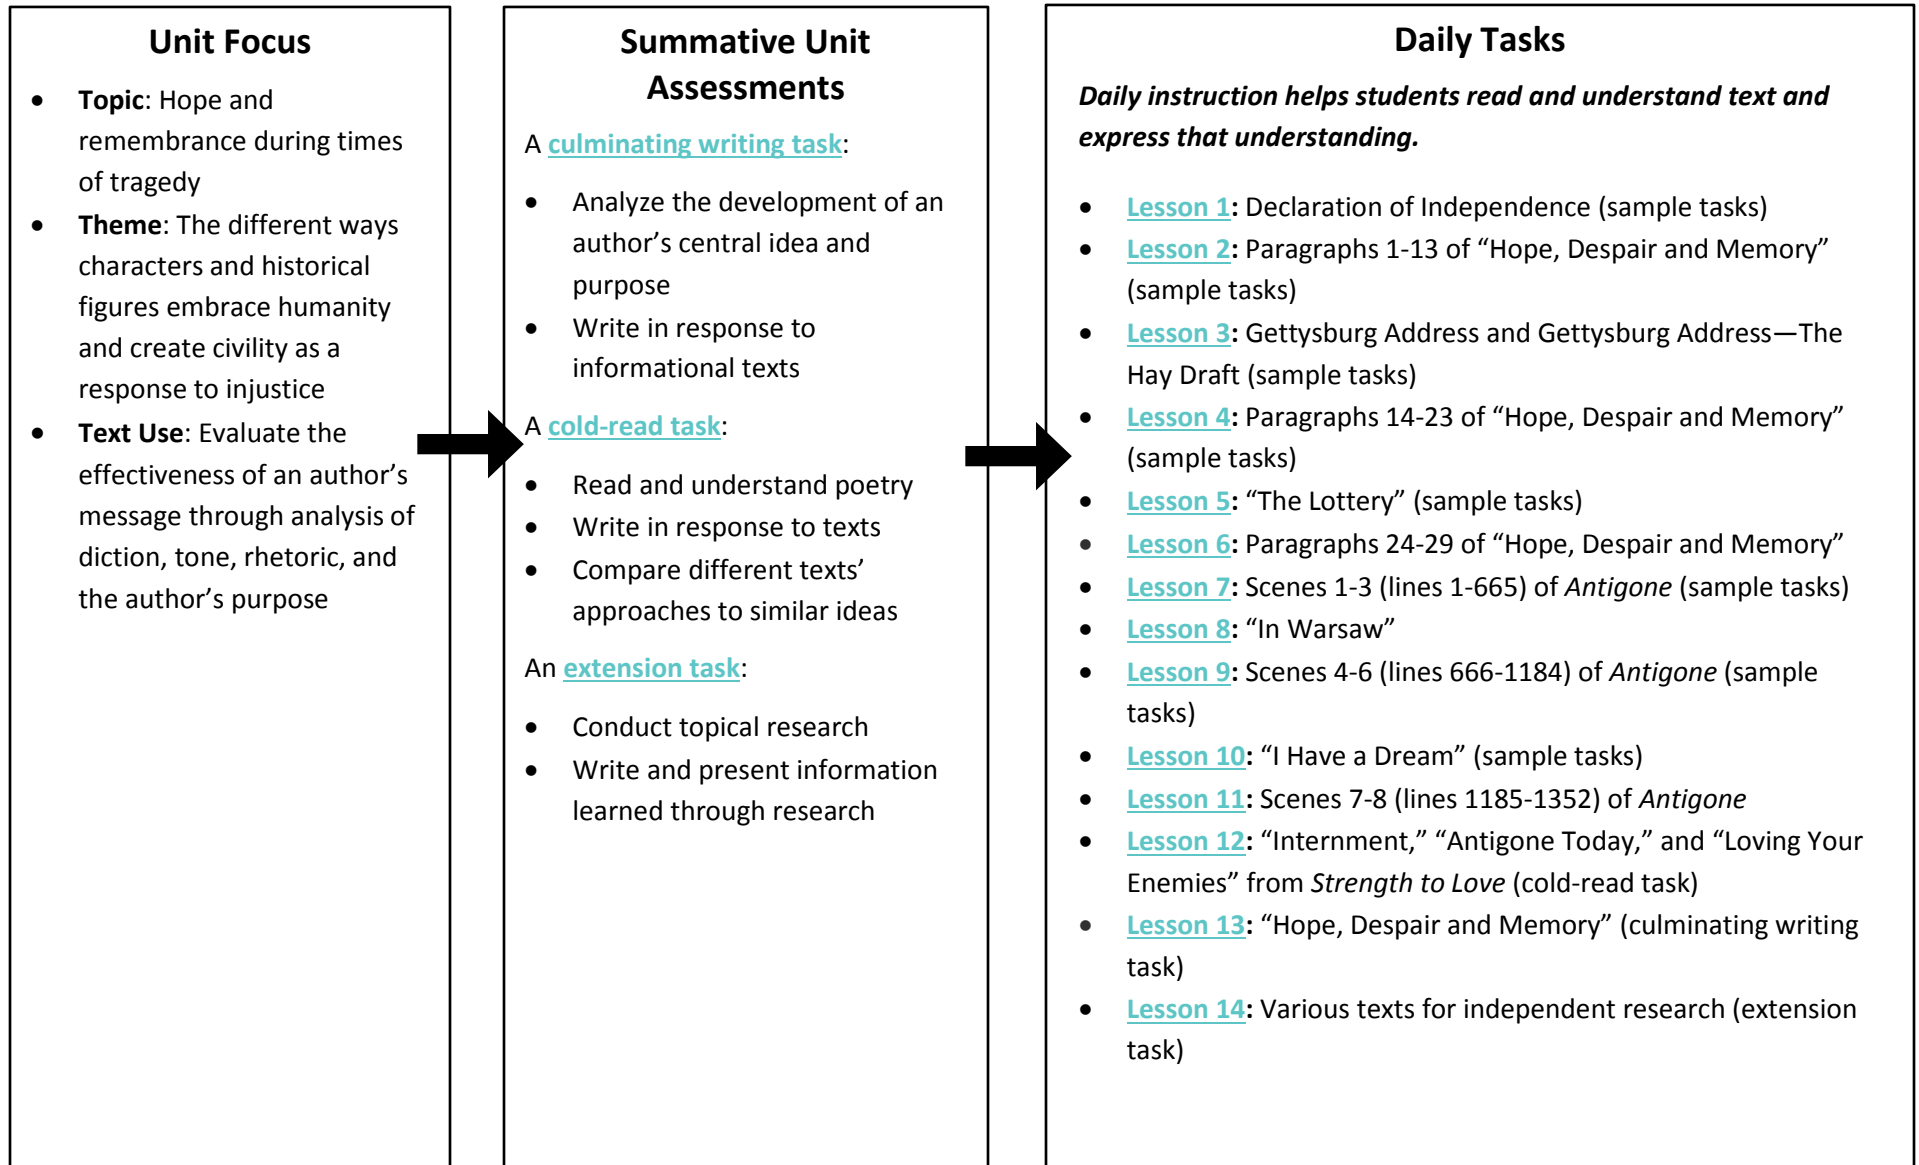 Unit Focus
• Topic: Hope and
remembrance during times
of tragedy
• Theme: The different ways
characters and historical
figures embrace humanity
and create civility as a
response to injustice
• Text Use: Evaluate the
effectiveness of an author’s
message through analysis of
diction, tone, rhetoric, and
the author’s purpose
Summative Unit
Assessments
A culminating writing task:
• Analyze the development of an
author’s central idea and
purpose
• Write in response to
informational texts
A cold-read task:
• Read and understand poetry
• Write in response to texts
• Compare different texts’
approaches to similar ideas
An extension task:
• Conduct topical research
• Write and present information
learned through research
Daily Tasks
Daily instruction helps students read and understand text and
express that understanding.
• Lesson 1: Declaration of Independence (sample tasks)
• Lesson 2: Paragraphs 1-13 of “Hope, Despair and Memory”
(sample tasks)
• Lesson 3: Gettysburg Address and Gettysburg Address—The
Hay Draft (sample tasks)
• Lesson 4: Paragraphs 14-23 of “Hope, Despair and Memory”
(sample tasks)
• Lesson 5: “The Lottery” (sample tasks)
• Lesson 6: Paragraphs 24-29 of “Hope, Despair and Memory”
• Lesson 7: Scenes 1-3 (lines 1-665) of Antigone (sample tasks)
• Lesson 8: “In Warsaw”
• Lesson 9: Scenes 4-6 (lines 666-1184) of Antigone (sample
tasks)
• Lesson 10: “I Have a Dream” (sample tasks)
• Lesson 11: Scenes 7-8 (lines 1185-1352) of Antigone
• Lesson 12: “Internment,” “Antigone Today,” and “Loving Your
Enemies” from Strength to Love (cold-read task)
• Lesson 13: “Hope, Despair and Memory” (culminating writing
task)
• Lesson 14: Various texts for independent research (extension
task)